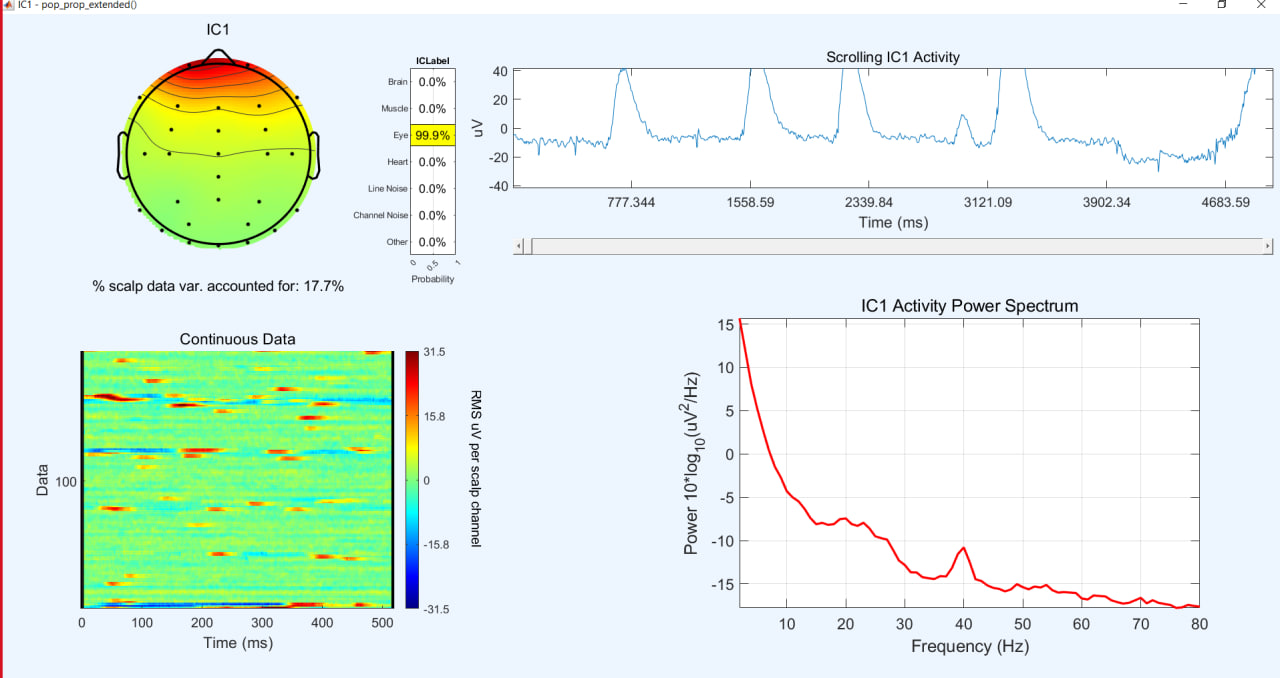 IC1 - pop_prop_extended()
IC1
ICLabel
Brain 0.0%
Muscle 0.0%
Eye 99.9%
Heart 0.0%
Line Noise 0.0%
Channel Noise 0.0%
Other 0.0%
0 0.5 1
Probability
% scalp data var. accounted for: 17.7%
Scrolling IC1 Activity
40
20
0
-20
-40
uV
777.344 1558.59 2339.84 3121.09 3902.34 4683.59
Time (ms)
Continuous Data
Data
100
0 100 200 300 400 500
Time (ms)
31.5
15.8
0
-15.8
-31.5
RMS uV per scalp channel
IC1 Activity Power Spectrum
15
10
5
0
-5
-10
-15
Power 10*log10(uV2/Hz)
10 20 30 40 50 60 70 80
Frequency (Hz)